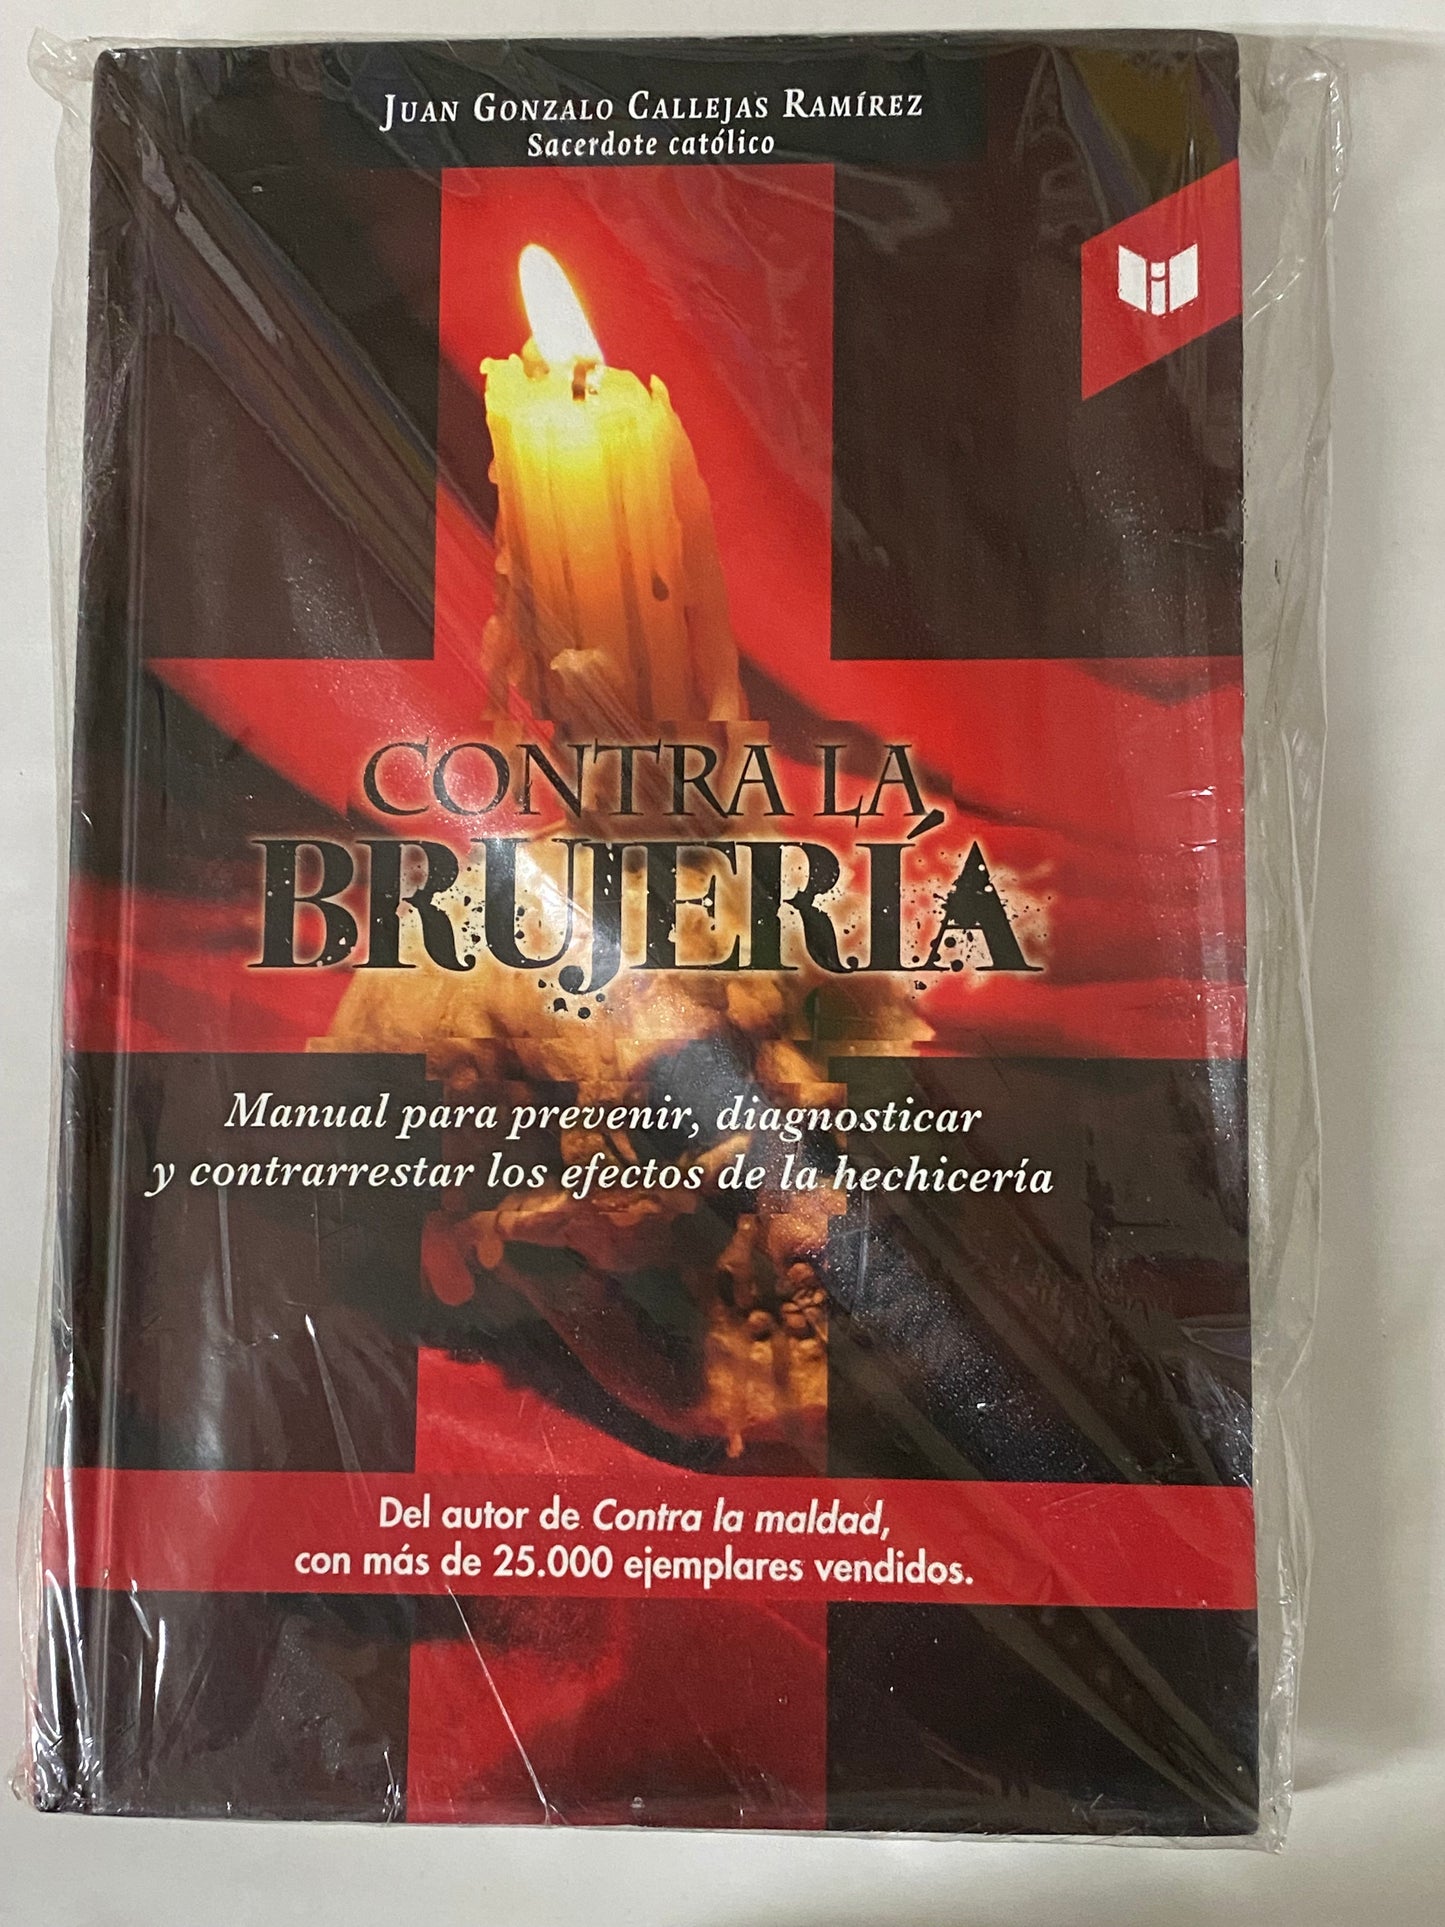 JUAN GONZALO CALLEJAS RAMÍREZ
Sacerdote católico
CONTRA LA
BRUJERÍA
Manual para prevenir, diagnosticar
y contrarrestar los efectos de la hechicería
Del autor de Contra la maldad,
con más de 25.000 ejemplares vendidos.